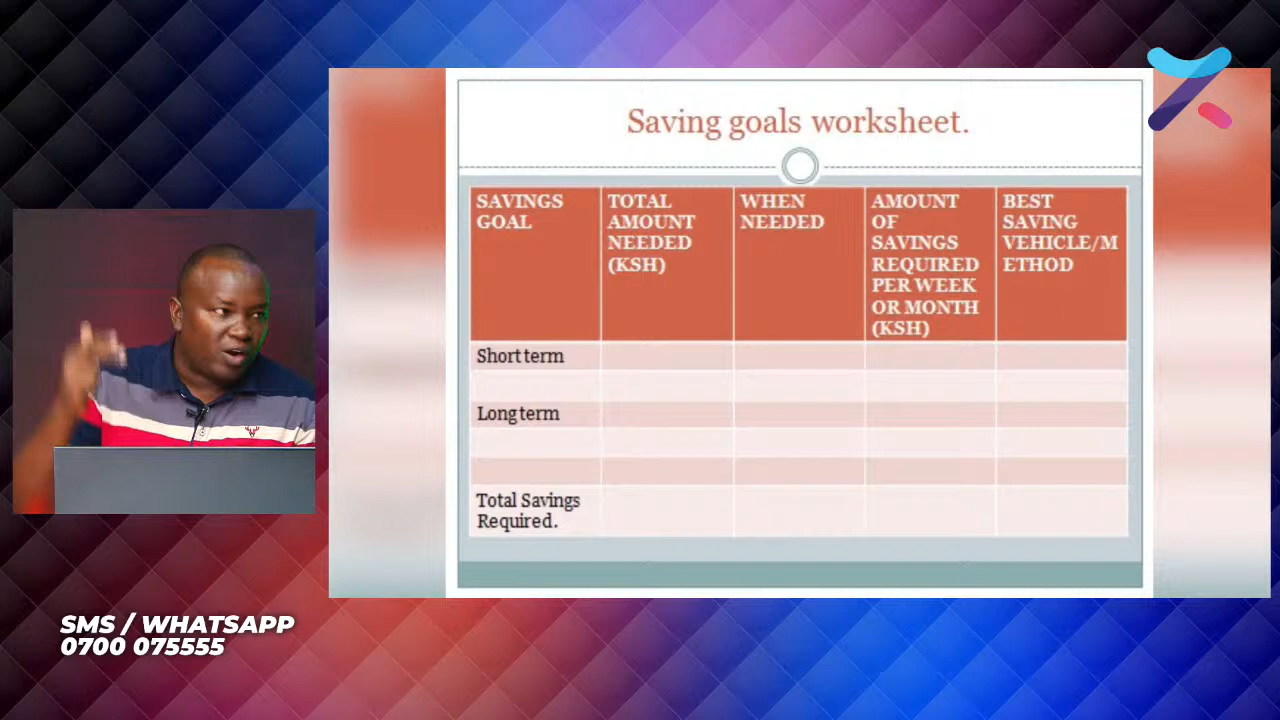 Saving goals worksheet.
SAVINGS
GOAL
TOTAL
AMOUNT
NEEDED
(KSH)
WHEN
NEEDED
AMOUNT
OF
SAVINGS
REQUIRED
PER WEEK
OR MONTH
(KSH)
BEST
SAVING
VEHICLE/M
ETHOD
Short term
Long term
Total Savings
Required.
SMS / WHATSAPP
0700 075555